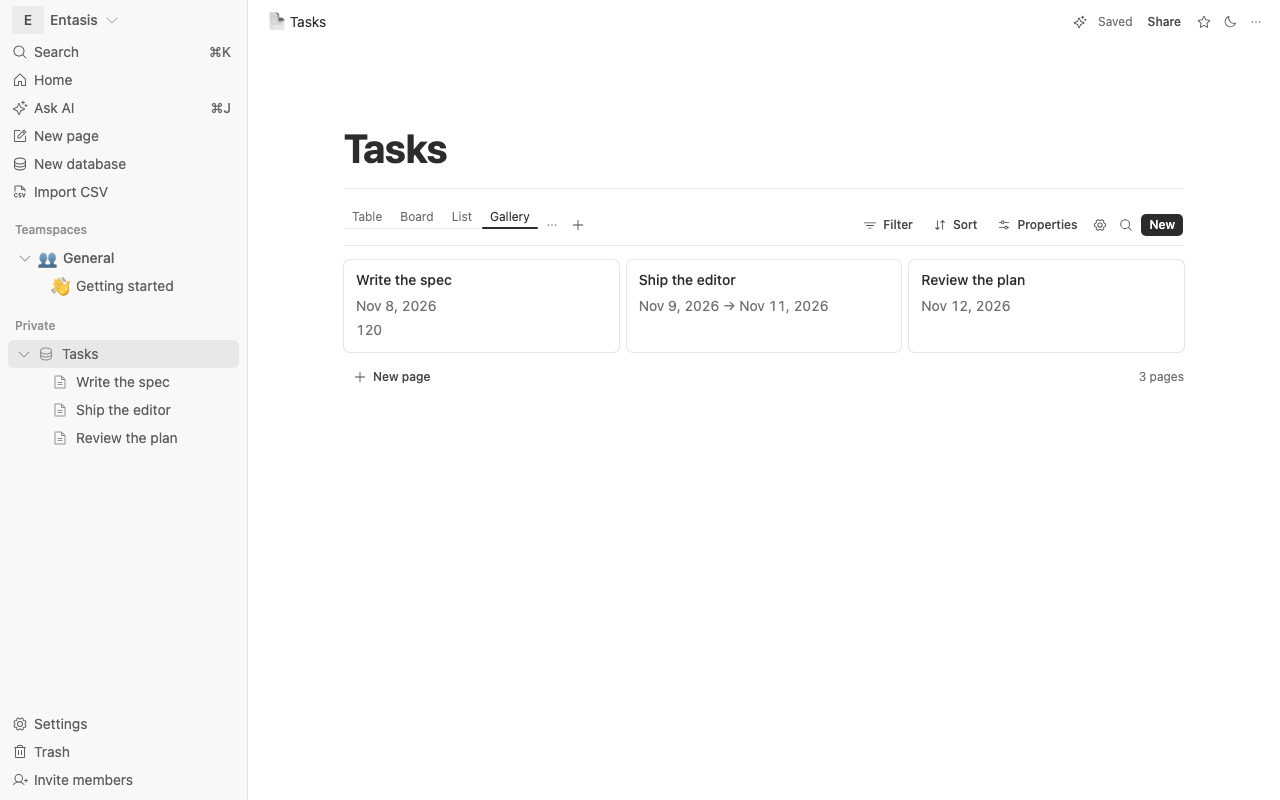 E Entasis
Search ⌘K
Home
Ask AI ⌘J
New page
New database
Import CSV
Teamspaces
General
Getting started
Private
Tasks
Write the spec
Ship the editor
Review the plan
Settings
Trash
Invite members
Tasks
Saved Share
Tasks
Table Board List Gallery
Filter Sort Properties New
Write the spec
Nov 8, 2026
120
Ship the editor
Nov 9, 2026 → Nov 11, 2026
Review the plan
Nov 12, 2026
New page
3 pages